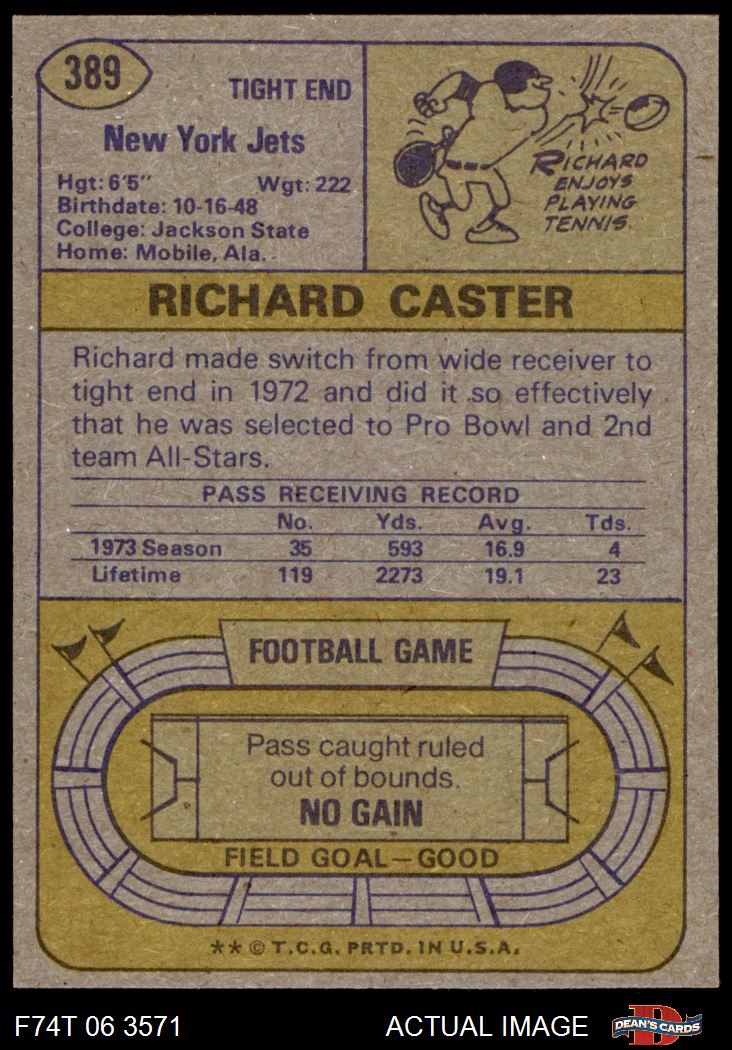 389
TIGHT END
New York Jets
Hgt: 6'5" Wgt: 222
Birthdate: 10-16-48
College: Jackson State
Home: Mobile, Ala.
RICHARD
ENJOYS
PLAYING
TENNIS.
RICHARD CASTER
Richard made switch from wide receiver to
tight end in 1972 and did it so effectively
that he was selected to Pro Bowl and 2nd
team All-Stars.
PASS RECEIVING RECORD
No. Yds. Avg. Tds.
1973 Season 35 593 16.9 4
Lifetime 119 2273 19.1 23
FOOTBALL GAME
Pass caught ruled
out of bounds.
NO GAIN
FIELD GOAL—GOOD
** © T.C.G. PRTD. IN U.S.A.
F74T 06 3571 ACTUAL IMAGE
D
DEAN'S CARDS